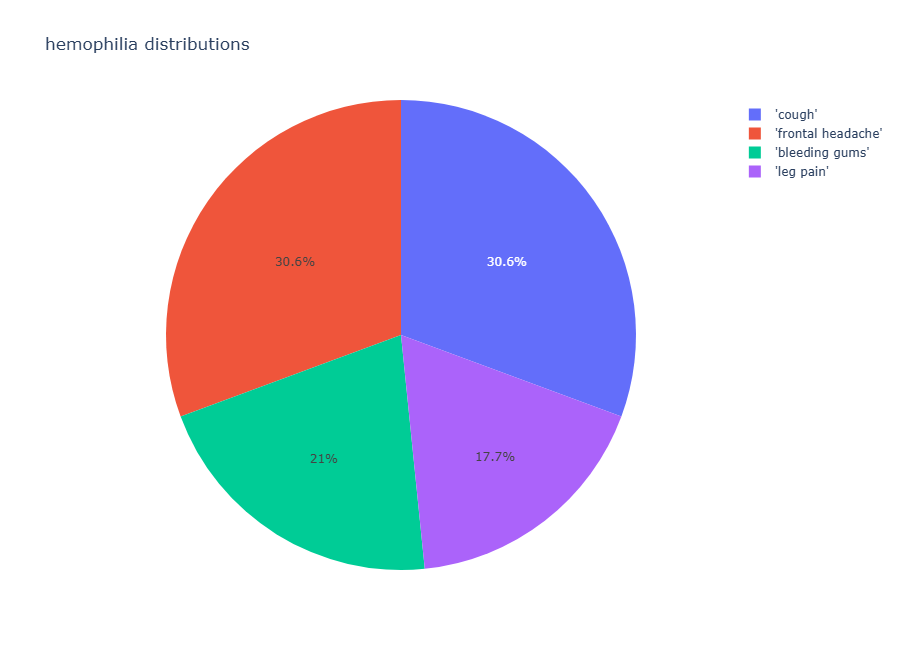 hemophilia distributions
'cough'
'frontal headache'
'bleeding gums'
'leg pain'
30.6%
30.6%
21%
17.7%